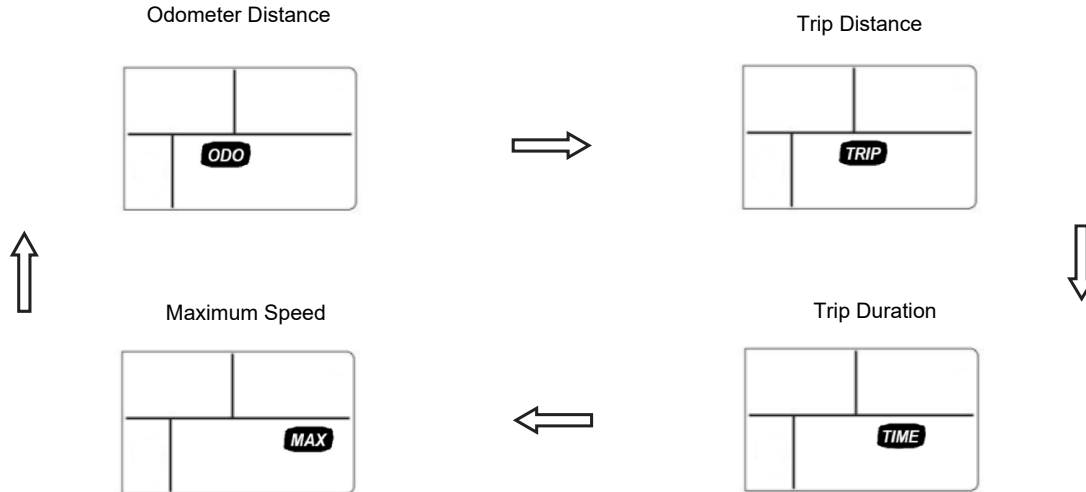 Odometer Distance
Trip Distance
ODO
TRIP
Maximum Speed
Trip Duration
MAX
TIME